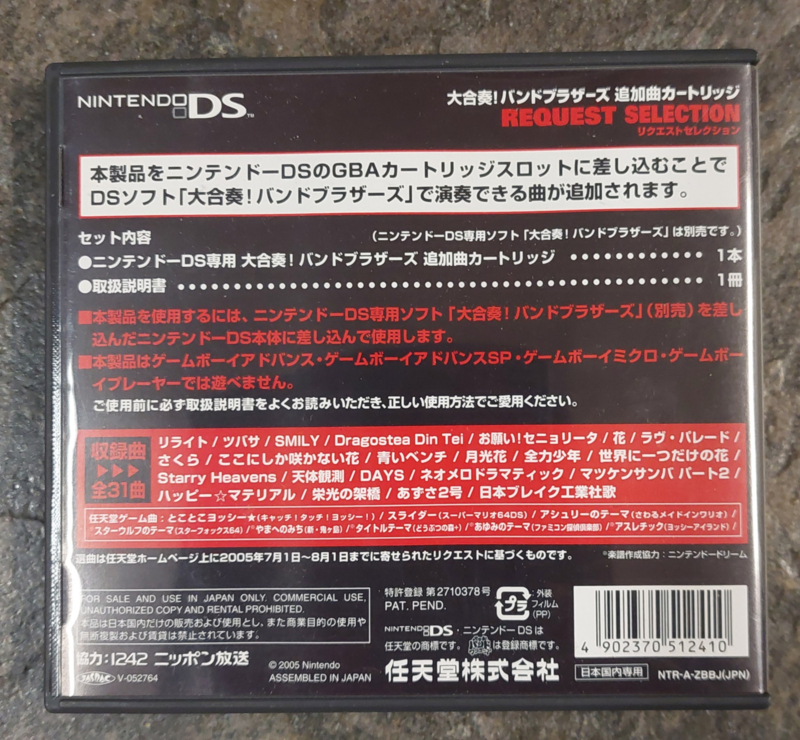 NINTENDO DS™
大合奏!バンドブラザーズ 追加曲カートリッジ
REQUEST SELECTION
リクエストセレクション
本製品をニンテンドーDSのGBAカートリッジスロットに差し込むことで
DSソフト「大合奏!バンドブラザーズ」で演奏できる曲が追加されます。
セット内容
(ニンテンドーDS専用ソフト「大合奏!バンドブラザーズ」は別売です。)
●ニンテンドーDS専用 大合奏!バンドブラザーズ 追加曲カートリッジ ・・・・・・・・・・・・ 1本
●取扱説明書 ・・・・・・・・・・・・・・・・・・・・・・・・・・・・・・・・・・・・・・・・・・・・・・・・ 1冊
■本製品を使用するには、ニンテンドーDS専用ソフト「大合奏!バンドブラザーズ」(別売)を差し
込んだニンテンドーDS本体に差し込んで使用します。
■本製品はゲームボーイアドバンス・ゲームボーイアドバンスSP・ゲームボーイミクロ・ゲームボー
イプレーヤーでは遊べません。
ご使用前に必ず取扱説明書をよくお読みいただき、正しい使用方法でご愛用ください。
収録曲
▶▶▶
全31曲
リライト/ツバサ/SMILY/Dragostea Din Tei/お願い!セニョリータ/花/ラヴ・パレード/
さくら/ここにしか咲かない花/青いベンチ/月光花/全力少年/世界に一つだけの花/
Starry Heavens/天体観測/DAYS/ネオメロドラマティック/マツケンサンバ パート2/
ハッピー☆マテリアル/栄光の架橋/あずさ2号/日本ブレイク工業社歌
任天堂ゲーム曲:とことこヨッシー★(キャッチ!タッチ!ヨッシー!)/スライダー(スーパーマリオ64DS)/アシュリーのテーマ(さわるメイドインワリオ)/
*スターウルフのテーマ(スターフォックス64)/*やまへのみち(新・鬼ヶ島)/*タイトルテーマ(どうぶつの森+)/*あゆみのテーマ(ファミコン探偵倶楽部)/*アスレチック(ヨッシーアイランド)/
選曲は任天堂ホームページ上に2005年7月1日〜8月1日までに寄せられたリクエストに基づくものです。
*楽譜作成協力:ニンテンドードリーム
FOR SALE AND USE IN JAPAN ONLY. COMMERCIAL USE,
UNAUTHORIZED COPY AND RENTAL PROHIBITED.
本品は日本国内だけの販売および使用とし、また商業目的の使用や
無断複製および賃貸は禁止されています。
協力:1242 ニッポン放送
JASRAC V-052764
© 2005 Nintendo
ASSEMBLED IN JAPAN
特許登録 第2710378号
PAT. PEND.
プラ
:外装
フィルム
(PP)
NINTENDO DS・ニンテンドーDSは
任天堂の商標です。
は登録商標です。
任天堂株式会社
4 902370 512410
日本国内専用
NTR-A-ZBBJ(JPN)